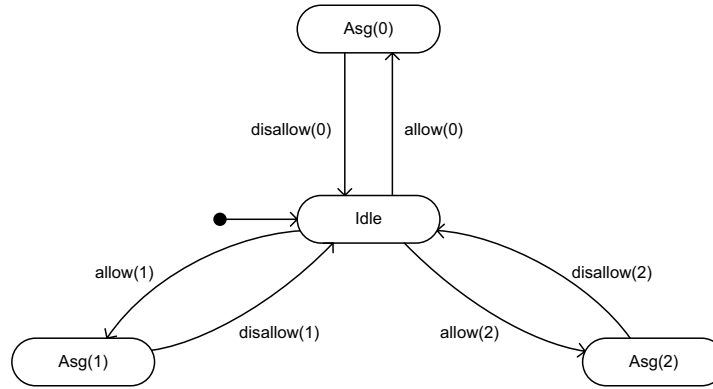 Asg(0)
disallow(0)
allow(0)
Idle
allow(1)
disallow(2)
disallow(1)
allow(2)
Asg(1)
Asg(2)